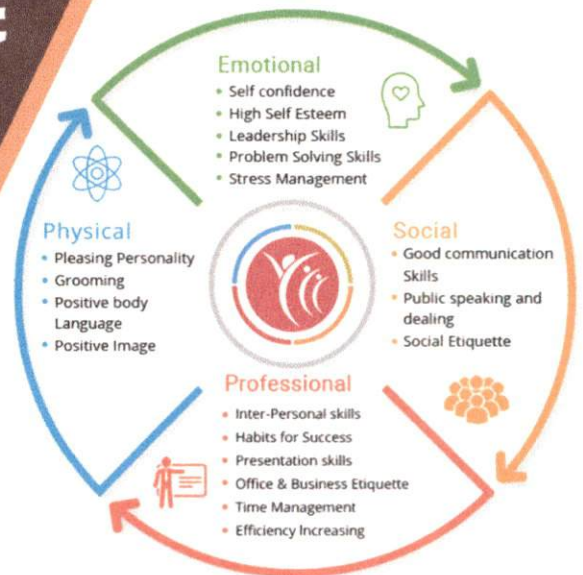 Emotional
• Self confidence
• High Self Esteem
• Leadership Skills
• Problem Solving Skills
• Stress Management
Physical
• Pleasing Personality
• Grooming
• Positive body
Language
• Positive Image
Social
• Good communication
Skills
• Public speaking and
dealing
• Social Etiquette
Professional
• Inter-Personal skills
• Habits for Success
• Presentation skills
• Office & Business Etiquette
• Time Management
• Efficiency Increasing